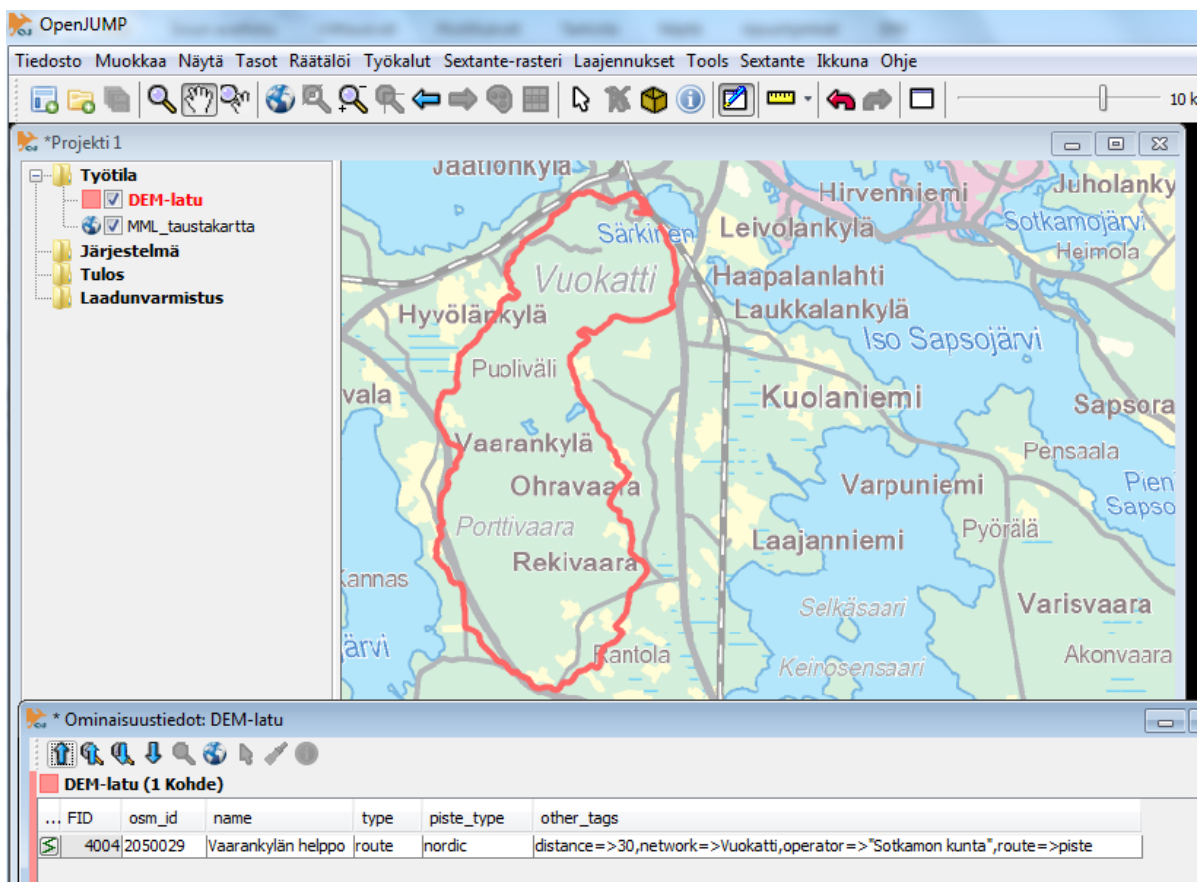 OpenJUMP
Tiedosto Muokkaa Näytä Tasot Räätälöi Työkalut Sextante-rasteri Laajennukset Tools Sextante Ikkuna Ohje
10 k
*Projekti 1
Työtila
DEM-latu
MML_taustakartta
Järjestelmä
Tulos
Laadunvarmistus
Jaationkylä
Hirvenniemi
Juholanky
Särkinen
Leivolankylä
Sotkamojärvi
Heimola
Vuokatti
Haapalanlahti
Hyvölänkylä
Laukkalankylä
Iso Sapsojärvi
Puoliväli
vala
Kuolaniemi
Sapsora
Vaarankylä
Pensaala
Ohravaara
Varpuniemi
Pien
Sapso
Porttivaara
Pyörälä
Laajanniemi
Rekivaara
Kannas
Selkäsaari
Varisvaara
ärvi
Rantola
Keinosensaari
Akonvaara
* Ominaisuustiedot: DEM-latu
DEM-latu (1 Kohde)
... FID osm_id name type piste_type other_tags
4004 2050029 Vaarankylän helppo route nordic distance=>30,network=>Vuokatti,operator=>"Sotkamon kunta",route=>piste